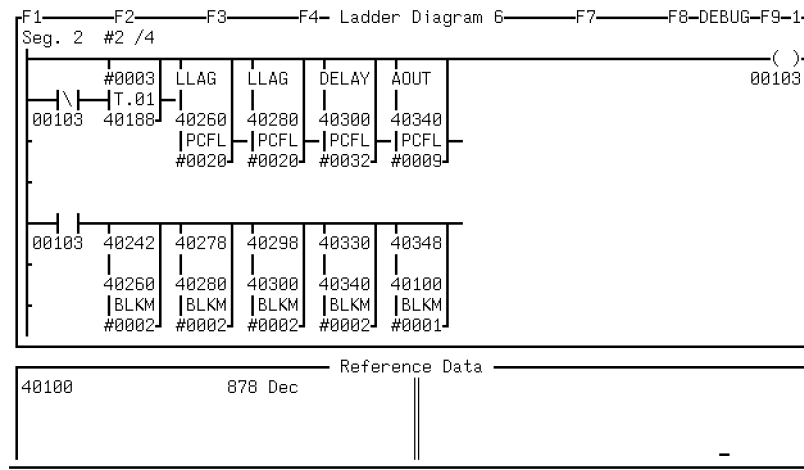 F1 F2 F3 F4 Ladder Diagram 6 F7 F8-DEBUG-F9-1-
Seg. 2 #2 /4
( )
#0003 LLAG LLAG DELAY AOUT 00103
\ T.01
00103 40188 40260 40280 40300 40340
PCFL PCFL PCFL PCFL
#0020 #0020 #0032 #0009
00103 40242 40278 40298 40330 40348
40260 40280 40300 40340 40100
BLKM BLKM BLKM BLKM BLKM
#0002 #0002 #0002 #0002 #0001
Reference Data
40100 878 Dec